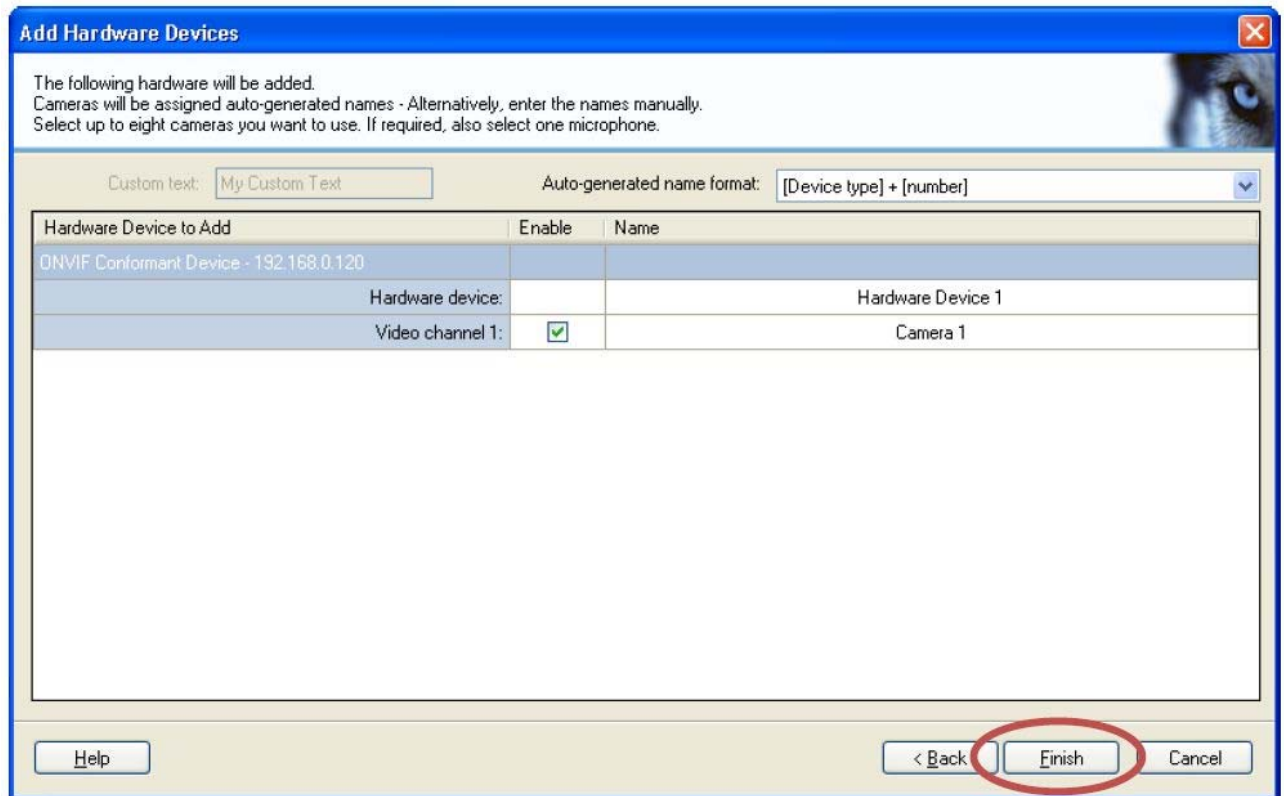 Add Hardware Devices
The following hardware will be added.
Cameras will be assigned auto-generated names - Alternatively, enter the names manually.
Select up to eight cameras you want to use. If required, also select one microphone.
Custom text: My Custom Text Auto-generated name format: [Device type] + [number]
Hardware Device to Add Enable Name
ONVIF Conformant Device - 192.168.0.120
Hardware device: Hardware Device 1
Video channel 1: Camera 1
Help < Back Finish Cancel